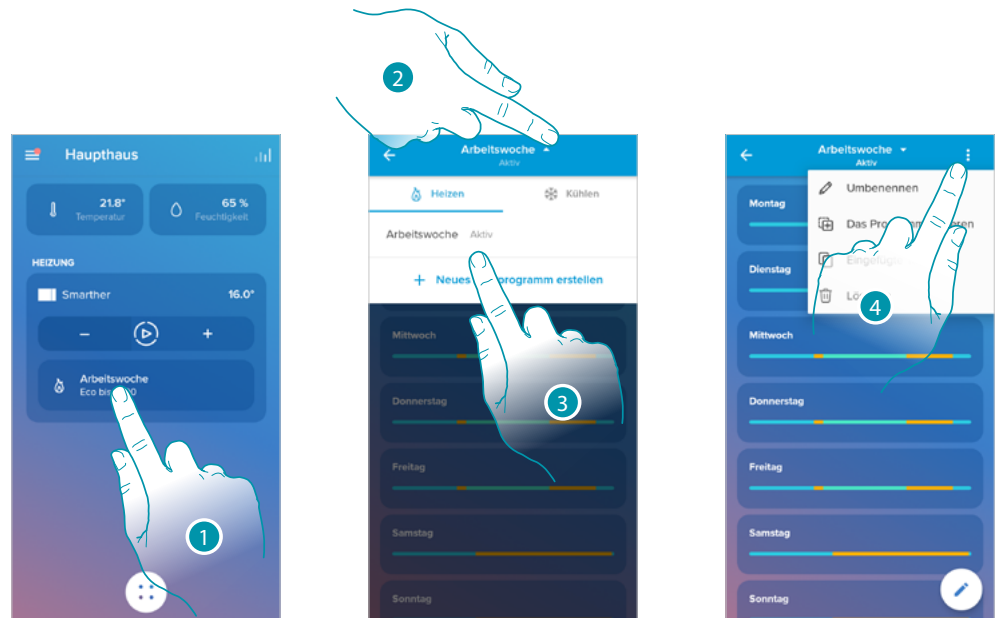 2
Haupthaus
21.8°
Temperatur
65 %
Feuchtigkeit
HEIZUNG
Smarther
16.0°
−
+
Arbeitswoche
Eco bis
1
Arbeitswoche
Aktiv
Heizen
Kühlen
Arbeitswoche Aktiv
+ Neues programm erstellen
Mittwoch
Donnerstag
3
Freitag
Samstag
Sonntag
Arbeitswoche
Aktiv
Umbenennen
Montag
Das
Dienstag
4
Mittwoch
Donnerstag
Freitag
Samstag
Sonntag